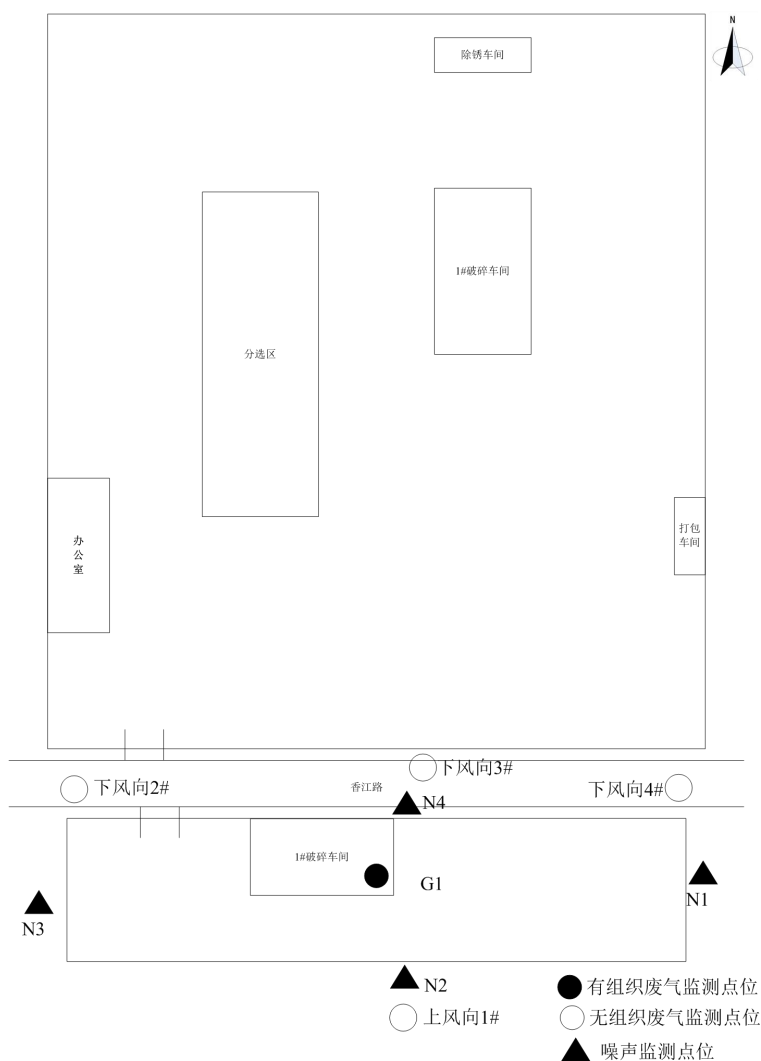 N
除锈车间
1#破碎车间
分选区
打包
车间
办
公
室
下风向3#
下风向2#
香江路
下风向4#
N4
1#破碎车间
G1
N1
N3
N2
有组织废气监测点位
上风向1#
无组织废气监测点位
噪声监测点位